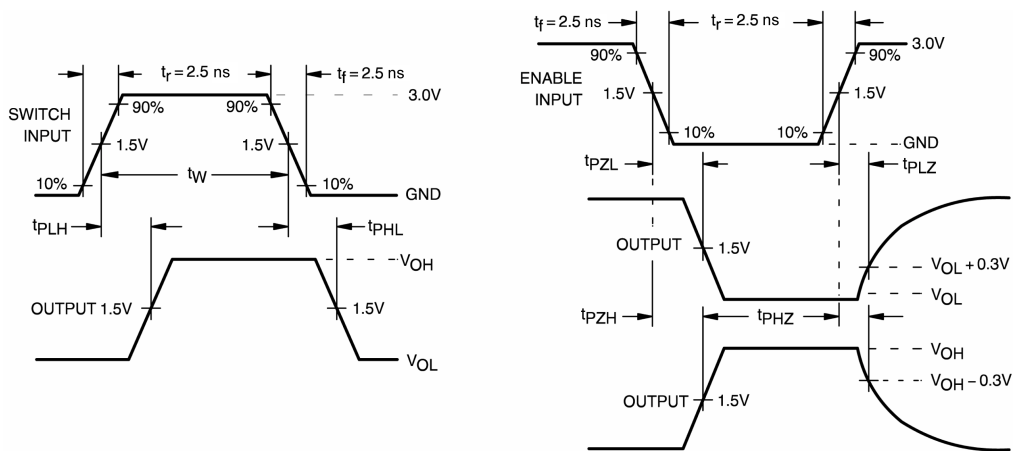 tr = 2.5 ns
tf = 2.5 ns
90%
90%
3.0V
SWITCH
INPUT
1.5V
1.5V
10%
tW
10%
GND
tPLH
tPHL
VOH
OUTPUT 1.5V
1.5V
VOL
tf = 2.5 ns
tr = 2.5 ns
3.0V
90%
90%
ENABLE
INPUT
1.5V
1.5V
10%
10%
GND
tPZL
tPLZ
OUTPUT
1.5V
VOL + 0.3V
VOL
tPZH
tPHZ
VOH
VOH – 0.3V
OUTPUT
1.5V